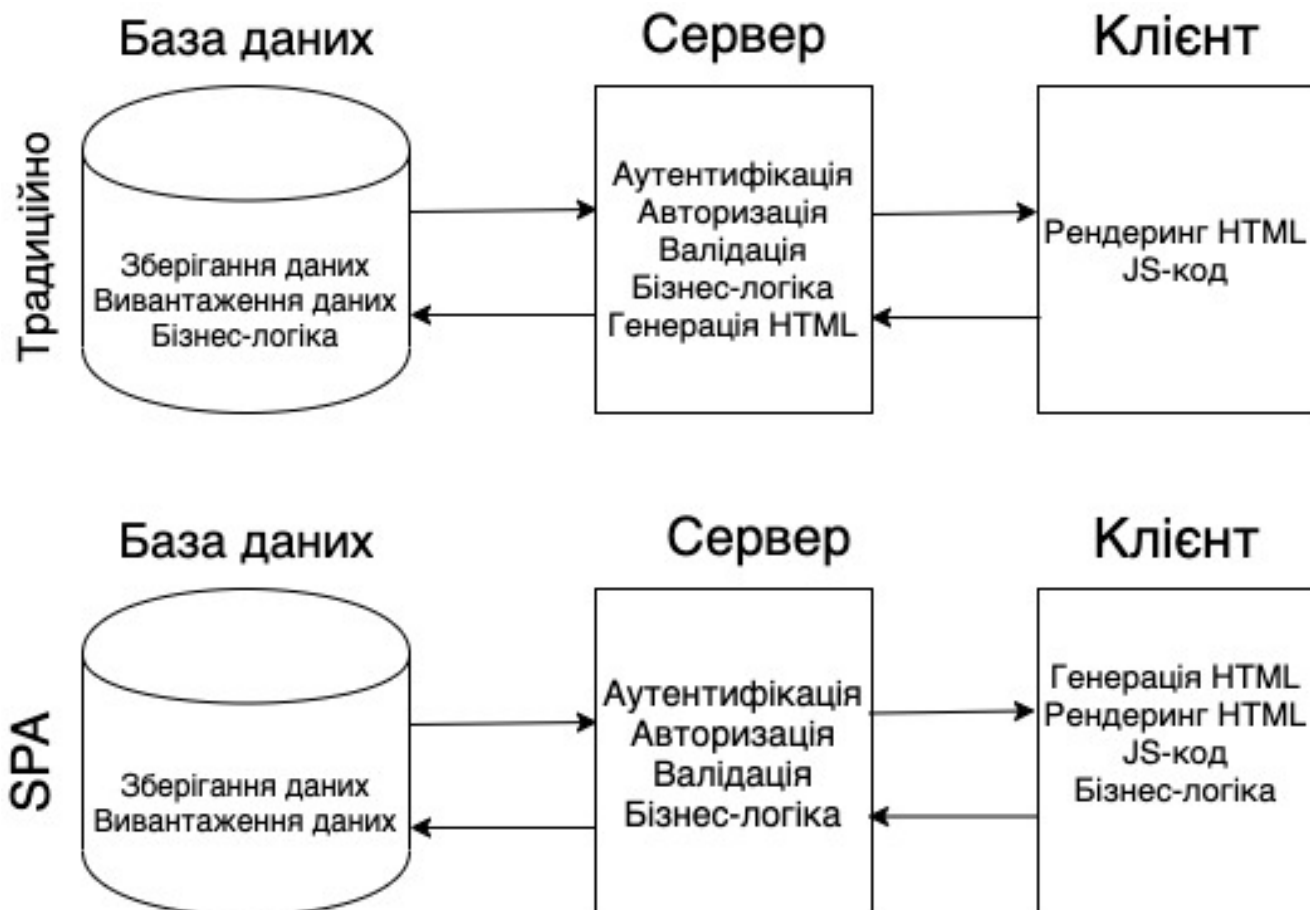 База даних
Сервер
Клієнт
Традиційно
Зберігання даних
Вивантаження даних
Бізнес-логіка
Аутентифікація
Авторизація
Валідація
Бізнес-логіка
Генерація HTML
Рендеринг HTML
JS-код
База даних
Сервер
Клієнт
SPA
Зберігання даних
Вивантаження даних
Аутентифікація
Авторизація
Валідація
Бізнес-логіка
Генерація HTML
Рендеринг HTML
JS-код
Бізнес-логіка